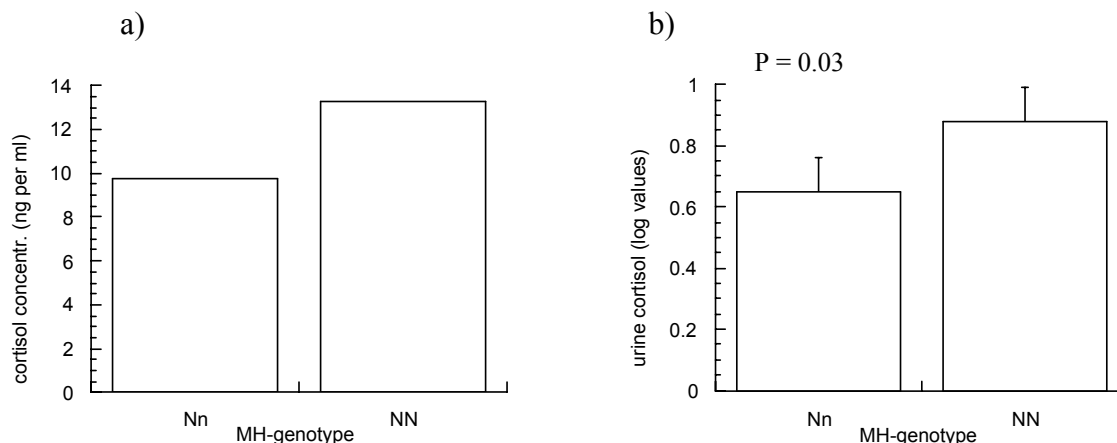 a)
cortisol concentr. (ng per ml)
14
12
10
8
6
4
2
0
Nn
NN
MH-genotype
b)
P = 0.03
urine cortisol (log values)
1
0.8
0.6
0.4
0.2
0
Nn
NN
MH-genotype